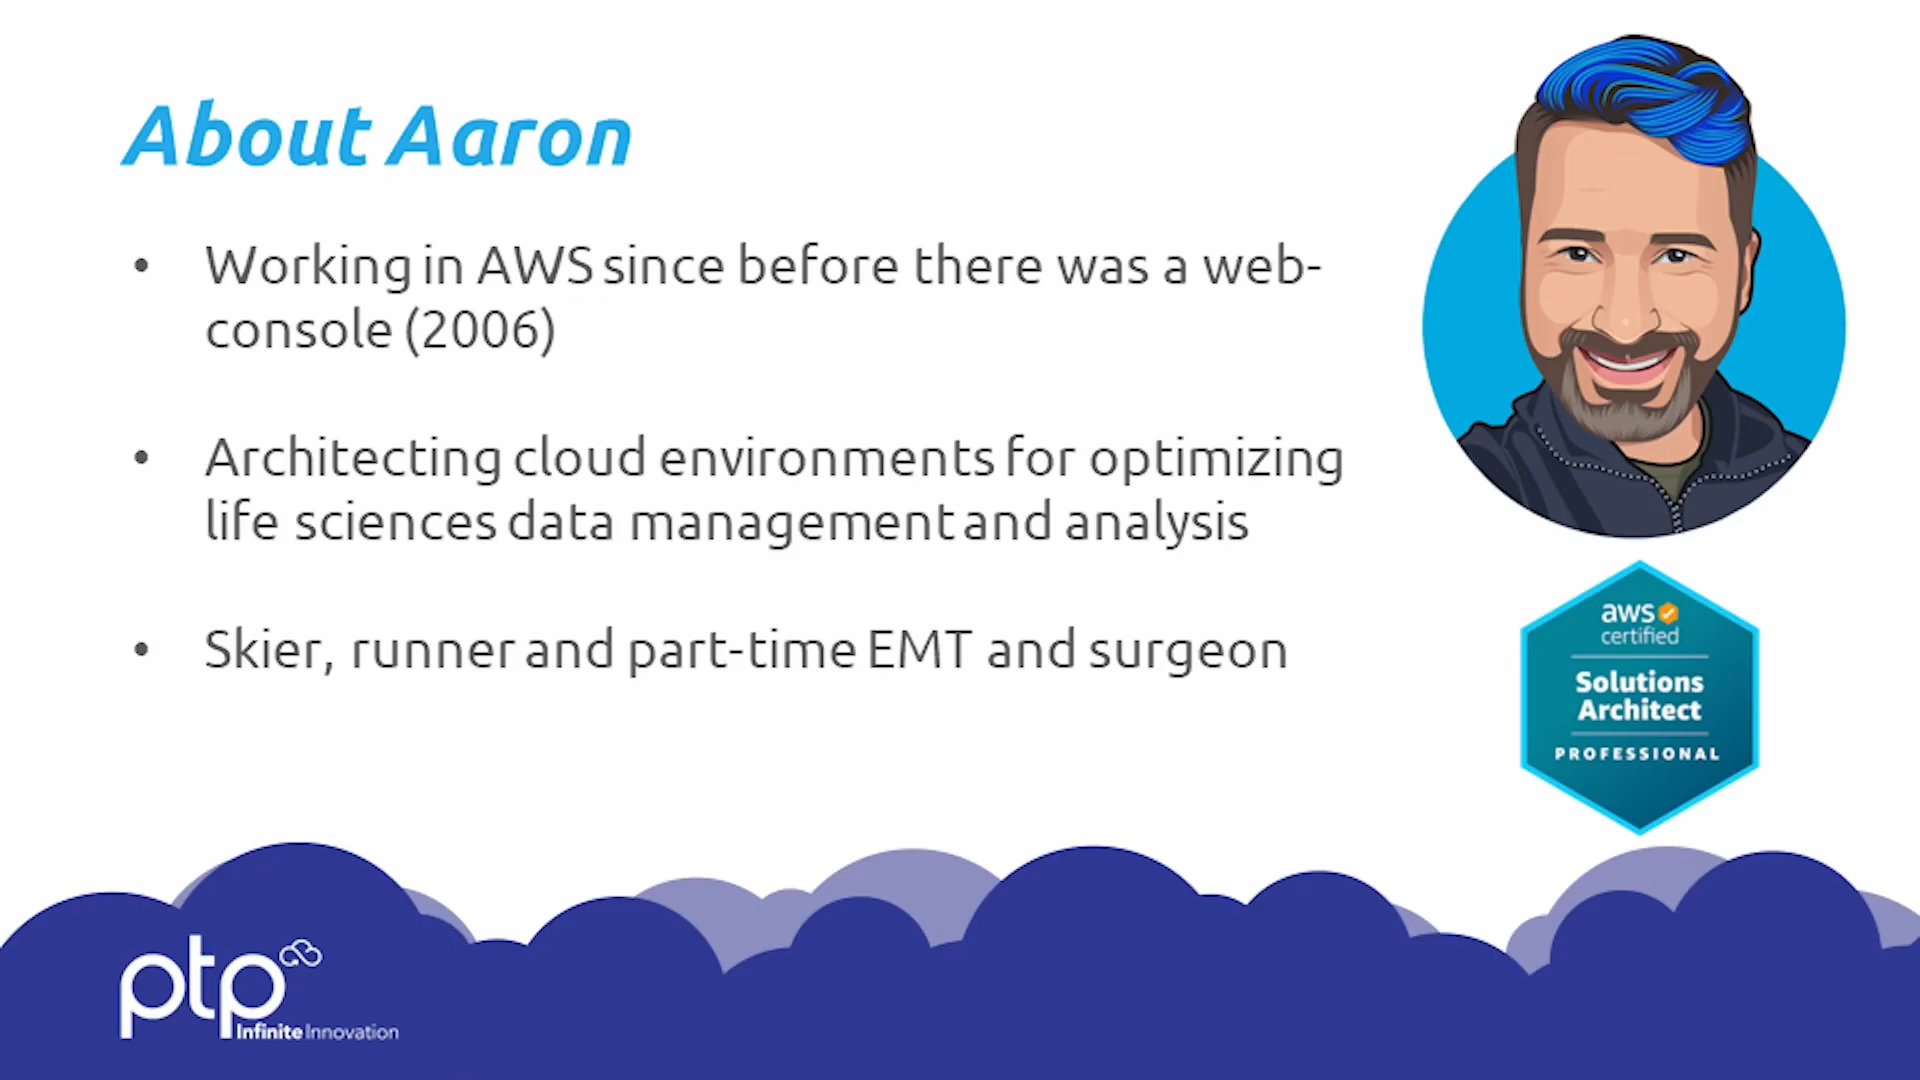 About Aaron
• Working in AWS since before there was a web-
console (2006)
• Architecting cloud environments for optimizing
life sciences data management and analysis
• Skier, runner and part-time EMT and surgeon
aws
certified
Solutions
Architect
PROFESSIONAL
ptp
Infinite Innovation